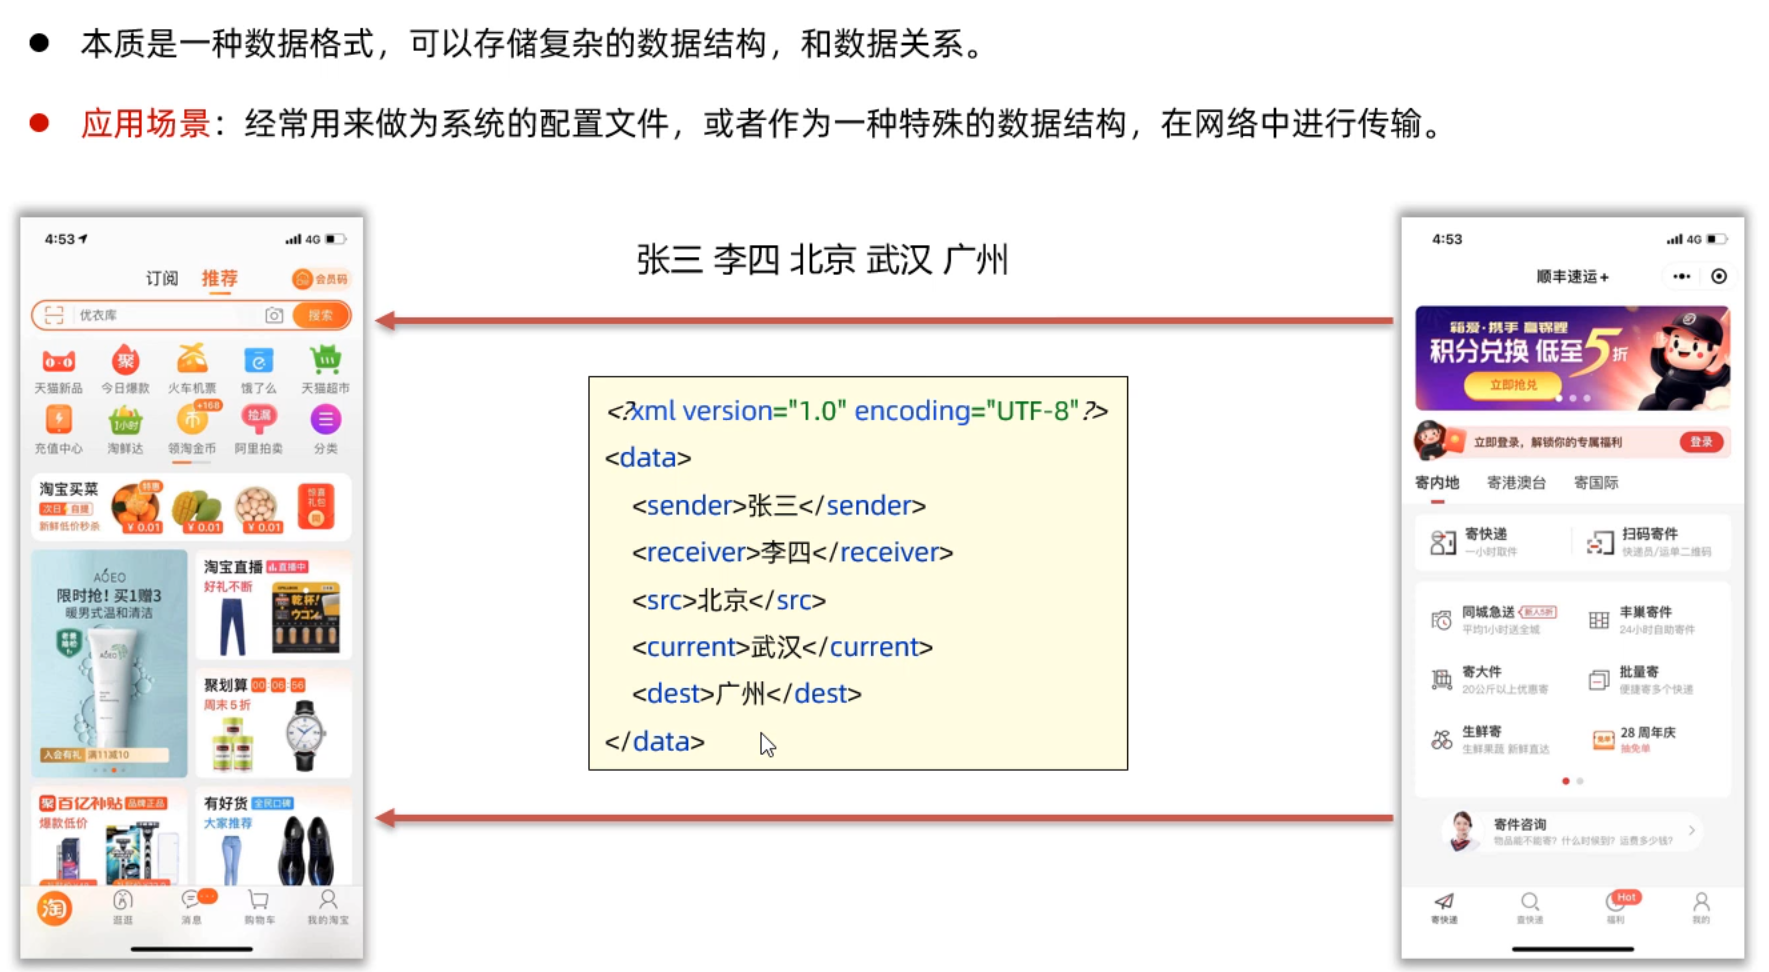 本质是一种数据格式，可以存储复杂的数据结构，和数据关系。
应用场景：经常用来做为系统的配置文件，或者作为一种特殊的数据结构，在网络中进行传输。
4:53
4G
订阅 推荐 会员码
优衣库 搜索
天猫新品 今日爆款 火车机票 饿了么 天猫超市
+168
充值中心 淘鲜达 领淘金币 阿里拍卖 分类
淘宝买菜
次日 自提
新鲜低价秒杀
特惠
¥ 0.01 ¥ 0.01 ¥ 0.01
惊喜礼包
AOEO
限时抢！买1赠3
暖男式温和清洁
入会有礼 满11减10
淘宝直播 直播中
好礼不断
聚划算 00:06:56
周末5折
聚百亿补贴 品牌正品
爆款低价
有好货 全民口碑
大家推荐
淘 逛逛 消息 购物车 我的淘宝
张三 李四 北京 武汉 广州
<?xml version="1.0" encoding="UTF-8"?>
<data>
<sender>张三</sender>
<receiver>李四</receiver>
<src>北京</src>
<current>武汉</current>
<dest>广州</dest>
</data>
4:53
4G
顺丰速运+
箱爱·携手 赢锦鲤
积分兑换 低至5折
立即抢兑
立即登录，解锁你的专属福利 登录
寄内地 寄港澳台 寄国际
寄快递 扫码寄件
一小时取件 快递员/运单二维码
同城急送 新人5折 丰巢寄件
平均1小时送全城 24小时自助寄件
寄大件 批量寄
20公斤以上优惠寄 便捷寄多个快递
生鲜寄 28周年庆
生鲜果蔬 新鲜直达 抽免单
寄件咨询
物品能不能寄？什么时候到？运费多少钱？
Hot
寄快递 查快递 福利 我的